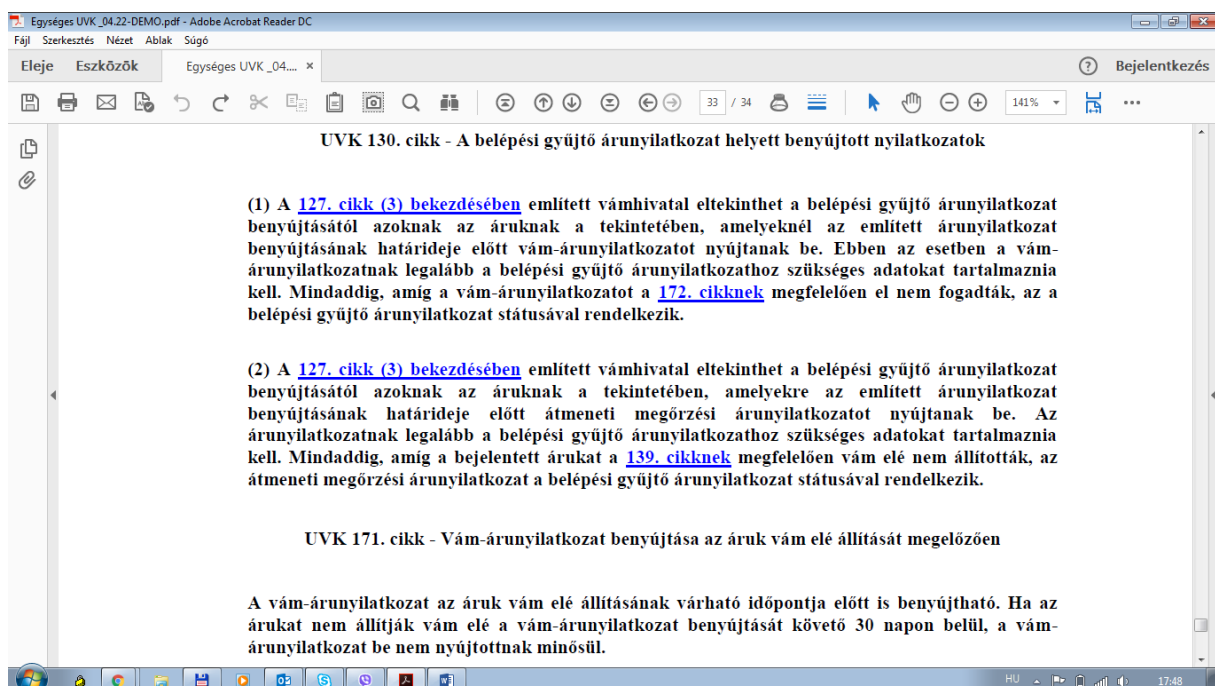 Egységes UVK _04.22-DEMO.pdf - Adobe Acrobat Reader DC
Fájl Szerkesztés Nézet Ablak Súgó
Eleje Eszközök Egységes UVK _04.... × ? Bejelentkezés
33 / 34 141%
UVK 130. cikk - A belépési gyűjtő árunyilatkozat helyett benyújtott nyilatkozatok
(1) A 127. cikk (3) bekezdésében említett vámhivatal eltekinthet a belépési gyűjtő árunyilatkozat
benyújtásától azoknak az áruknak a tekintetében, amelyeknél az említett árunyilatkozat
benyújtásának határideje előtt vám-árunyilatkozatot nyújtanak be. Ebben az esetben a vám-
árunyilatkozatnak legalább a belépési gyűjtő árunyilatkozathoz szükséges adatokat tartalmaznia
kell. Mindaddig, amíg a vám-árunyilatkozatot a 172. cikknek megfelelően el nem fogadták, az a
belépési gyűjtő árunyilatkozat státusával rendelkezik.
(2) A 127. cikk (3) bekezdésében említett vámhivatal eltekinthet a belépési gyűjtő árunyilatkozat
benyújtásától azoknak az áruknak a tekintetében, amelyekre az említett árunyilatkozat
benyújtásának határideje előtt átmeneti megőrzési árunyilatkozatot nyújtanak be. Az
árunyilatkozatnak legalább a belépési gyűjtő árunyilatkozathoz szükséges adatokat tartalmaznia
kell. Mindaddig, amíg a bejelentett árukat a 139. cikknek megfelelően vám elé nem állították, az
átmeneti megőrzési árunyilatkozat a belépési gyűjtő árunyilatkozat státusával rendelkezik.
UVK 171. cikk - Vám-árunyilatkozat benyújtása az áruk vám elé állítását megelőzően
A vám-árunyilatkozat az áruk vám elé állításának várható időpontja előtt is benyújtható. Ha az
árukat nem állítják vám elé a vám-árunyilatkozat benyújtását követő 30 napon belül, a vám-
árunyilatkozat be nem nyújtottnak minősül.
HU 17:48